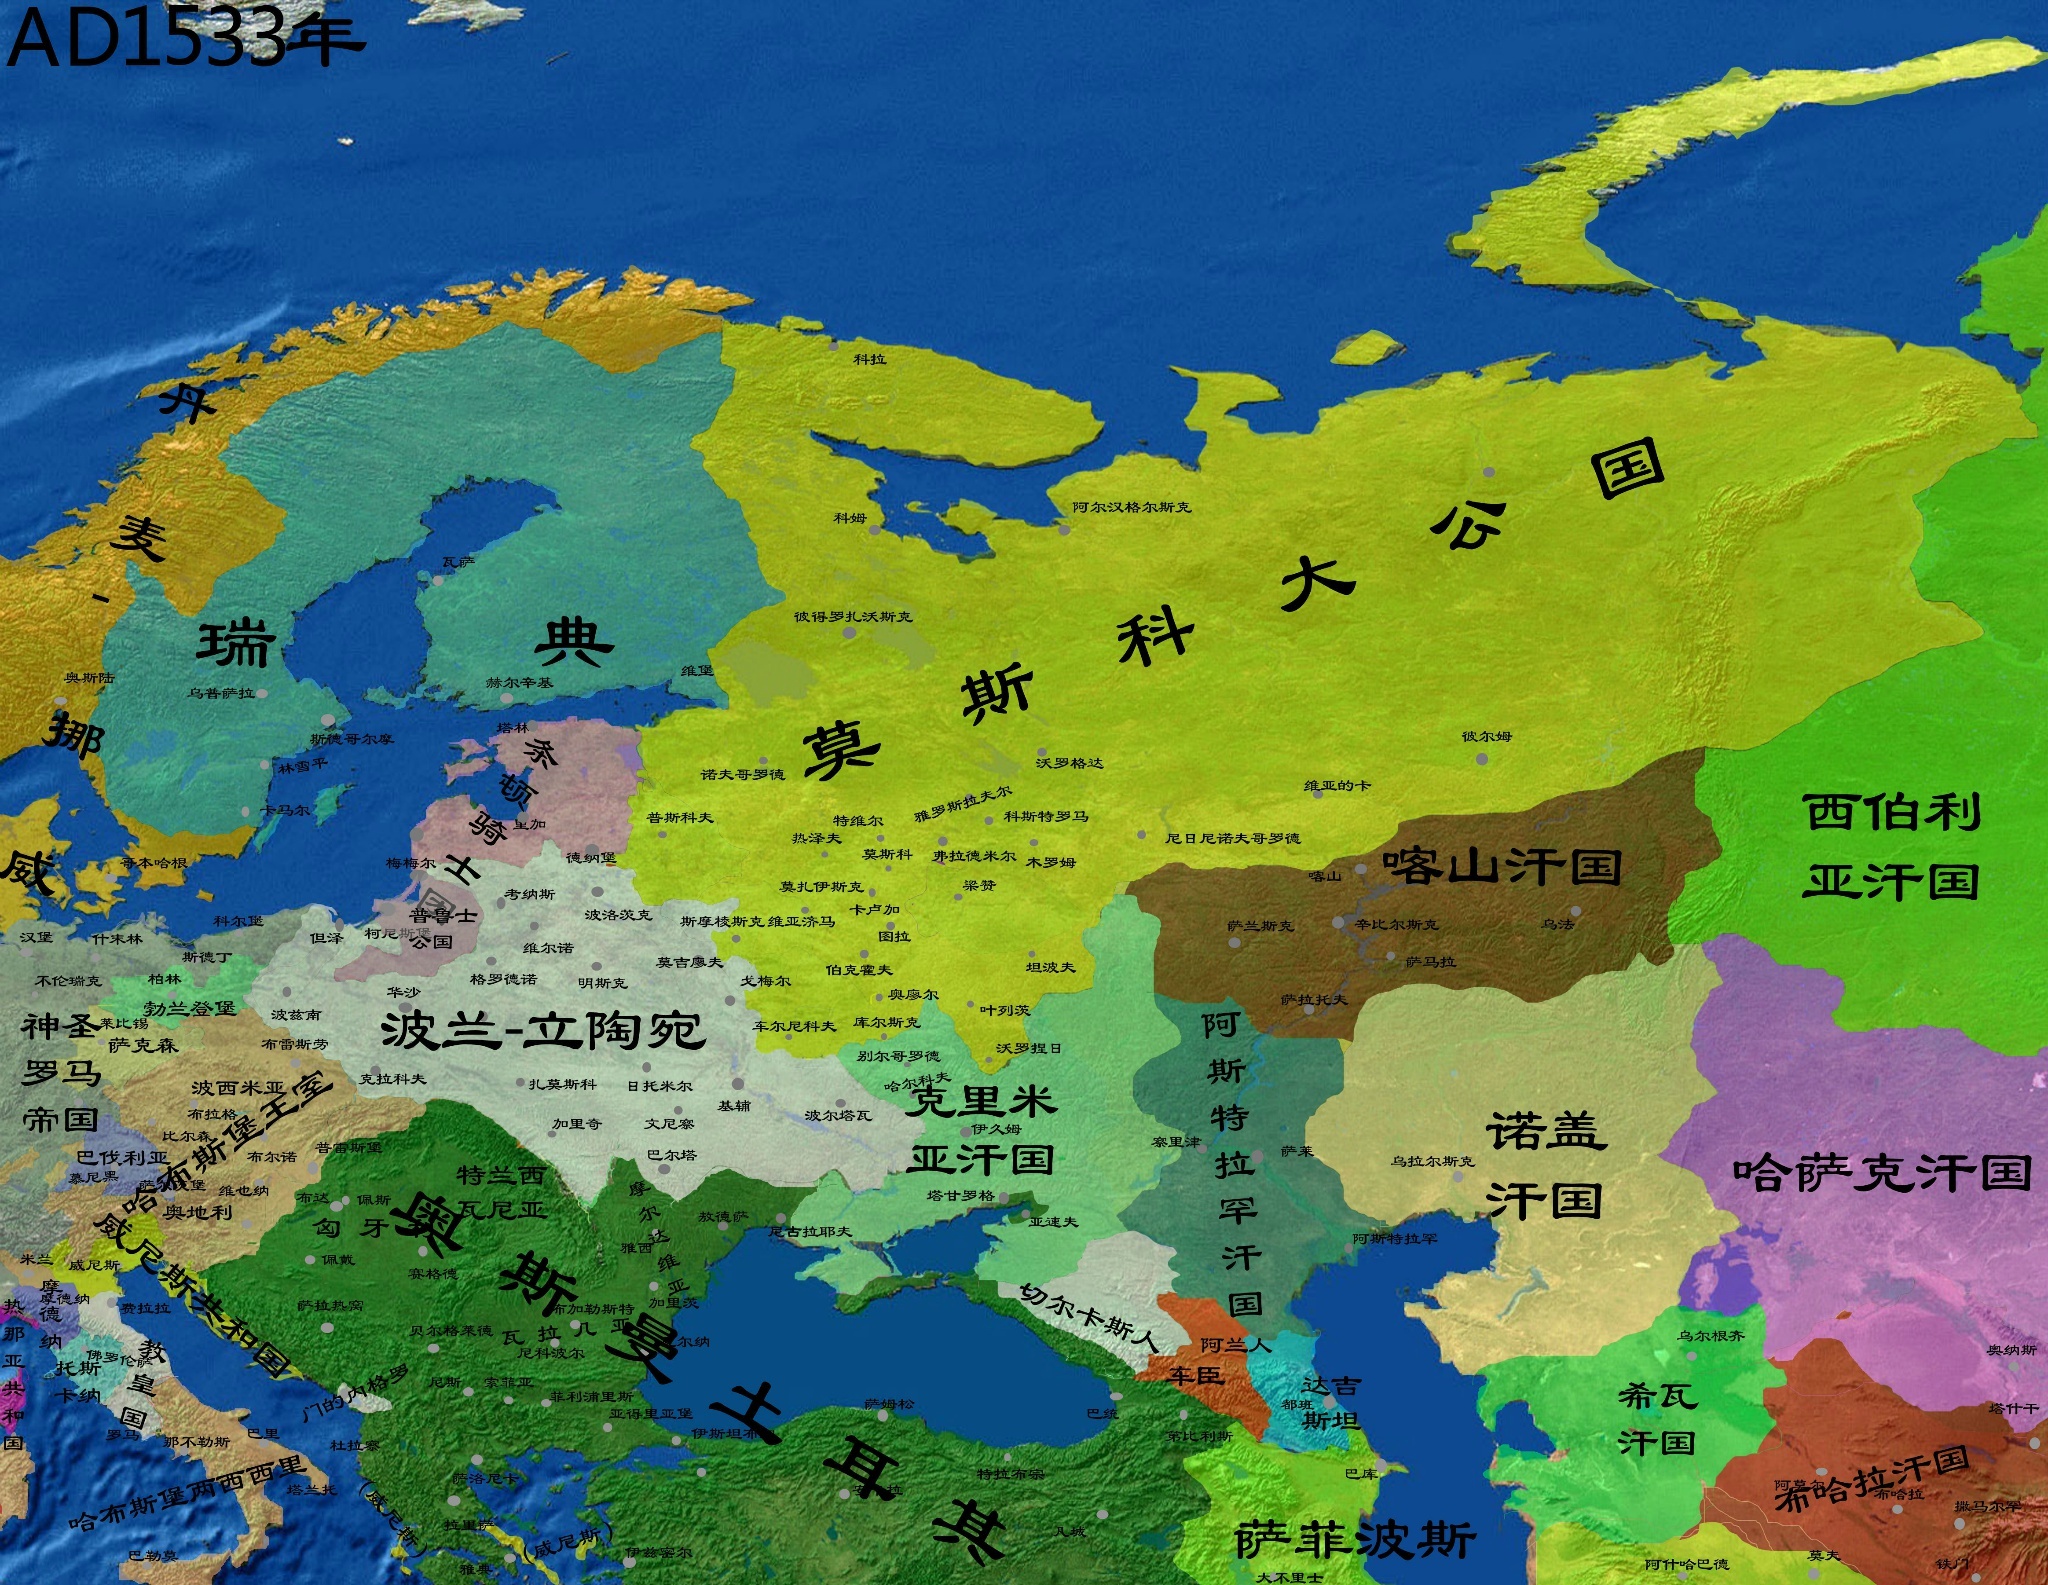 AD1533年
科拉
丹麦-挪威
莫斯科大公国
科姆
阿尔汉格尔斯克
瓦萨
彼得罗扎沃斯克
瑞典
奥斯陆
乌普萨拉
赫尔辛基
维堡
斯德哥尔摩
塔林
林雪平
卡马尔
哥本哈根
条顿骑士团
里加
梅梅尔
德纳堡
诺夫哥罗德
沃罗格达
彼尔姆
维亚的卡
普斯科夫
特维尔
雅罗斯拉夫尔
科斯特罗马
热泽夫
尼日尼诺夫哥罗德
莫斯科
弗拉德米尔
木罗姆
莫扎伊斯克
梁赞
卡卢加
斯摩棱斯克
维亚济马
图拉
喀山
喀山汗国
西伯利
亚汗国
萨兰斯克
辛比尔斯克
乌法
萨马拉
萨拉托夫
考纳斯
波洛茨克
普鲁士
公国
柯尼斯堡
维尔诺
但泽
科尔堡
汉堡
什未林
斯德丁
不伦瑞克
柏林
勃兰登堡
格罗德诺
明斯克
莫吉廖夫
戈梅尔
伯克霍夫
坦波夫
奥廖尔
叶列茨
华沙
波兹南
波兰-立陶宛
车尔尼科夫
库尔斯克
沃罗捏日
别尔哥罗德
哈尔科夫
神圣
罗马
帝国
莱比锡
萨克森
布雷斯劳
波西米亚
布拉格
克拉科夫
扎莫斯科
日托米尔
基辅
波尔塔瓦
加里奇
文尼察
巴尔塔
克里米
亚汗国
伊久姆
塔甘罗格
亚速夫
阿斯特拉罕汗国
塞里津
萨莱
阿斯特拉罕
诺盖
汗国
乌拉尔斯克
哈萨克汗国
比尔森
哈布斯堡王室
巴伐利亚
慕尼黑
布尔诺
普雷斯堡
维也纳
奥地利
布达
佩斯
匈牙
特兰西
瓦尼亚
摩尔达维亚
敖德萨
尼古拉耶夫
雅西
佩戴
赛格德
奥斯曼土耳其
米兰
威尼斯
威尼斯共和国
摩德纳
摩德纳
费拉拉
萨拉热窝
贝尔格莱德
布加勒斯特
加里茨
瓦拉几亚
尼科波尔
切尔卡斯人
阿兰人
车臣
达吉
斯坦
都班
乌尔根齐
希瓦
汗国
奥纳斯
塔什干
热那亚共和国
佛罗伦萨
托斯
卡纳
教皇国
罗马
门的内格罗
尼斯
索菲亚
菲利浦里斯
亚得里亚堡
萨姆松
巴统
第比利斯
那不勒斯
巴里
杜拉察
塔兰托
哈布斯堡两西西里
萨洛尼卡
特拉布宗
巴库
布哈拉汗国
布哈拉
撒马尔罕
巴勒莫
(威尼斯)
拉里萨
雅典
(威尼斯)
伊兹密尔
凡城
萨菲波斯
大不里士
阿什哈巴德
莫夫
铁门